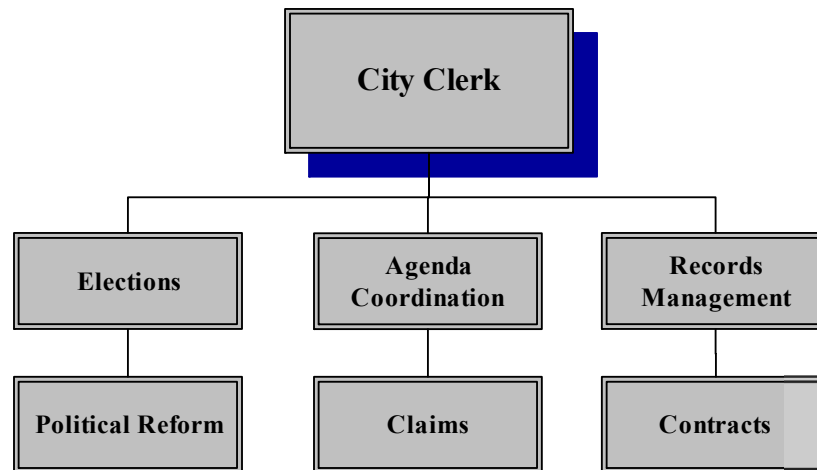 City Clerk
Elections
Agenda
Coordination
Records
Management
Political Reform
Claims
Contracts